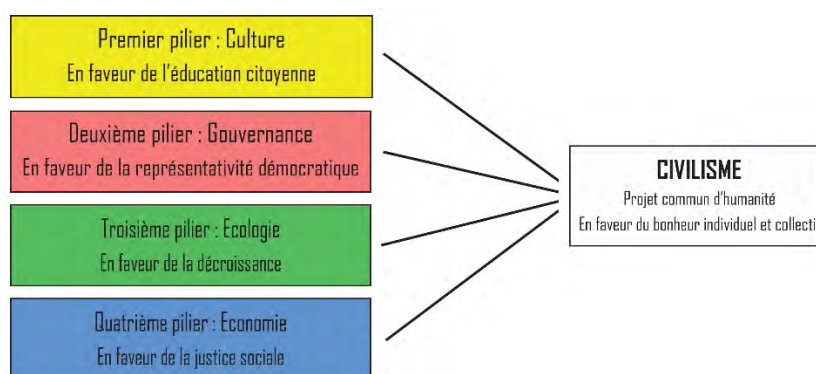 Premier pilier : Culture
En faveur de l'éducation citoyenne
Deuxième pilier : Gouvernance
En faveur de la représentativité démocratique
Troisième pilier : Ecologie
En faveur de la décroissance
Quatrième pilier : Economie
En faveur de la justice sociale
CIVILISME
Projet commun d'humanité
En faveur du bonheur individuel et collecti